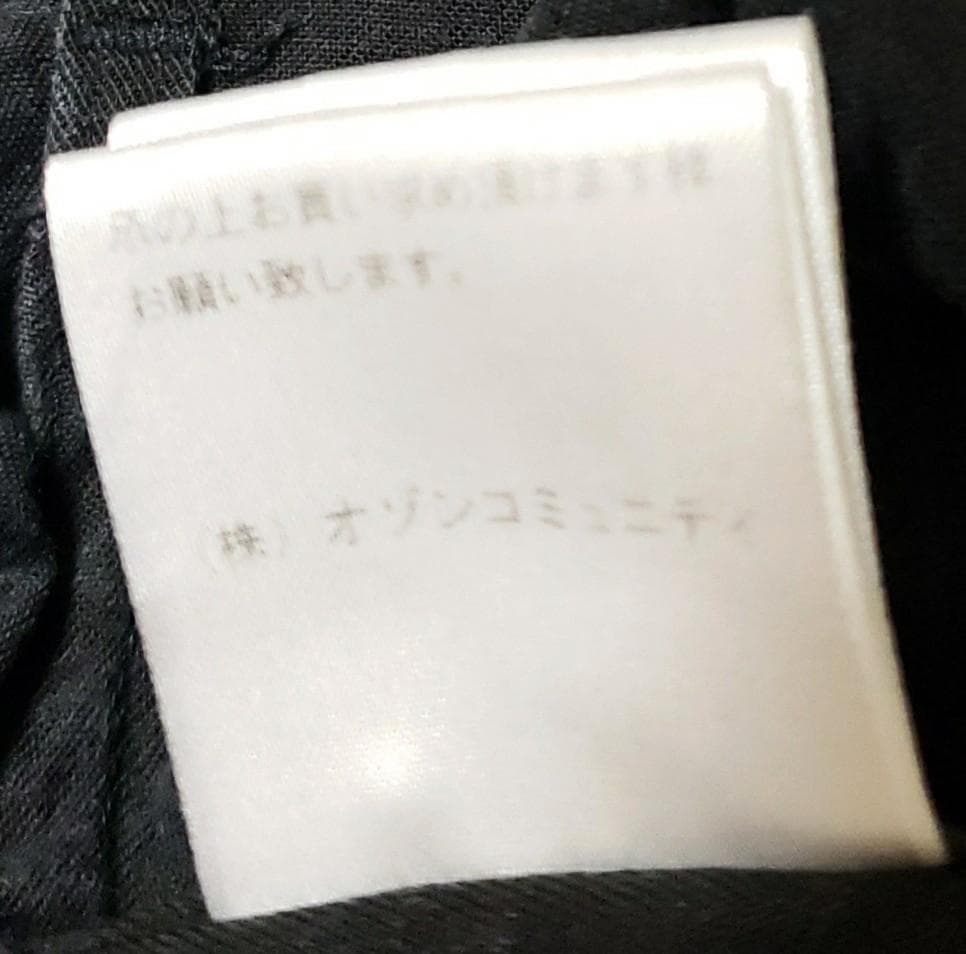 の上お買い求め頂けます様
お願い致します。
(株) オゾンコミュニティ